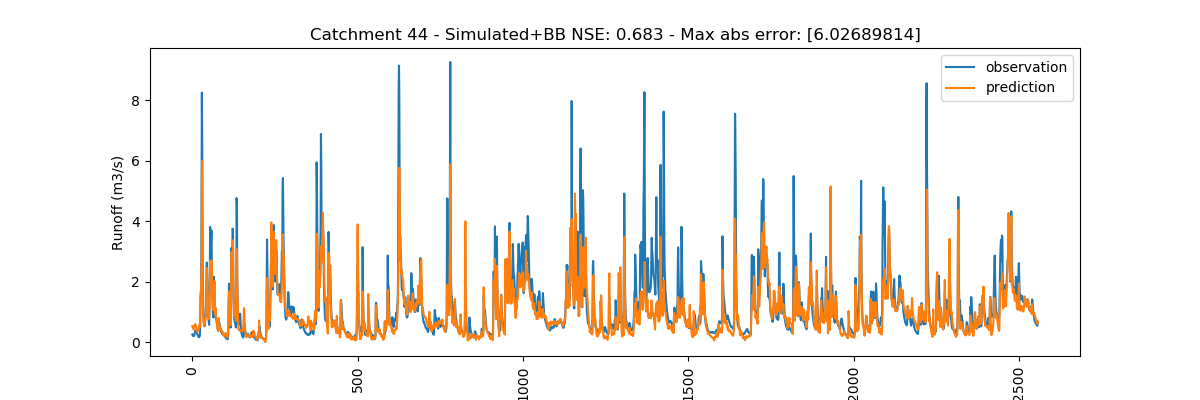 Catchment 44 - Simulated+BB NSE: 0.683 - Max abs error: [6.02689814]
observation
prediction
Runoff (m3/s)
8
6
4
2
0
0
500
1000
1500
2000
2500